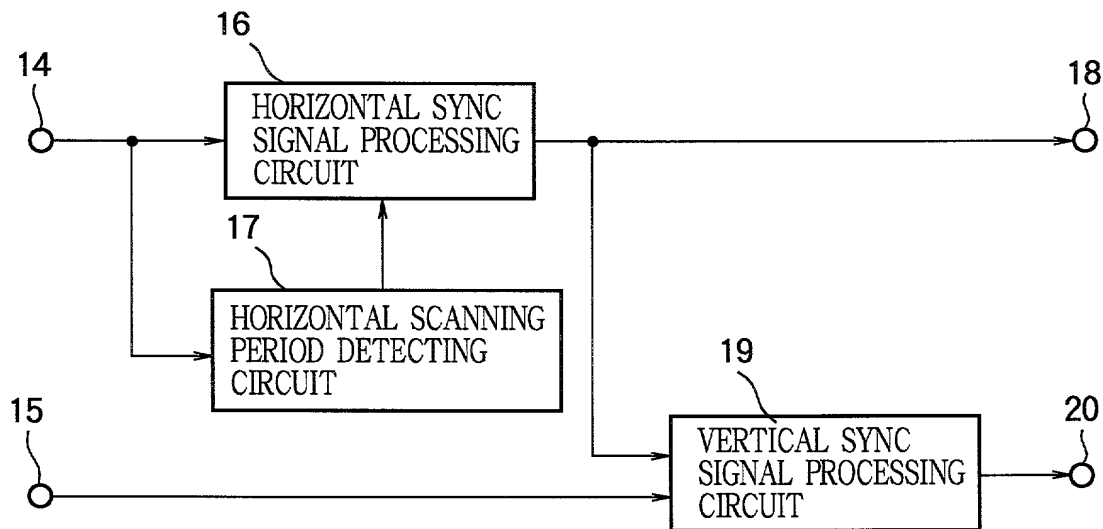 16
14
18
HORIZONTAL SYNC
SIGNAL PROCESSING
CIRCUIT
17
HORIZONTAL SCANNING
PERIOD DETECTING
CIRCUIT
15
19
20
VERTICAL SYNC
SIGNAL PROCESSING
CIRCUIT